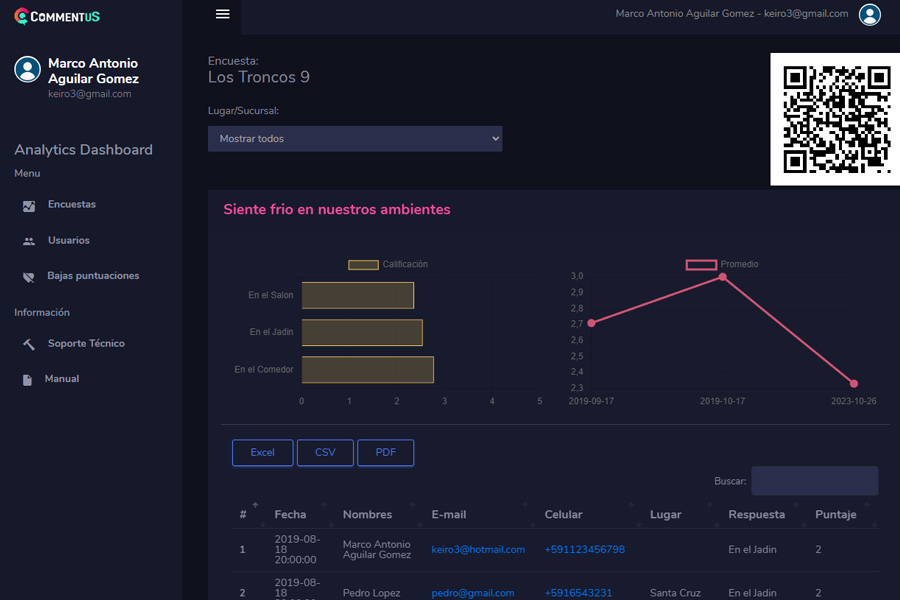 COMMENTUS
Marco Antonio Aguilar Gomez - keiro3@gmail.com
Marco Antonio
Aguilar Gomez
keiro3@gmail.com
Analytics Dashboard
Menu
Encuestas
Usuarios
Bajas puntuaciones
Información
Soporte Técnico
Manual
Encuesta:
Los Troncos 9
Lugar/Sucursal:
Mostrar todos
Siente frio en nuestros ambientes
Calificación
En el Salon
En el Jadin
En el Comedor
0 1 2 3 4 5
Promedio
3,0
2,9
2,8
2,7
2,6
2,5
2,4
2,3
2019-09-17 2019-10-17 2023-10-26
Excel CSV PDF
Buscar:
# Fecha Nombres E-mail Celular Lugar Respuesta Puntaje
1 2019-08-18 20:00:00 Marco Antonio Aguilar Gomez keiro3@hotmail.com +591123456798 En el Jadin 2
2 2019-08-18 Pedro Lopez pedro@gmail.com +5916543231 Santa Cruz En el Jadin 2